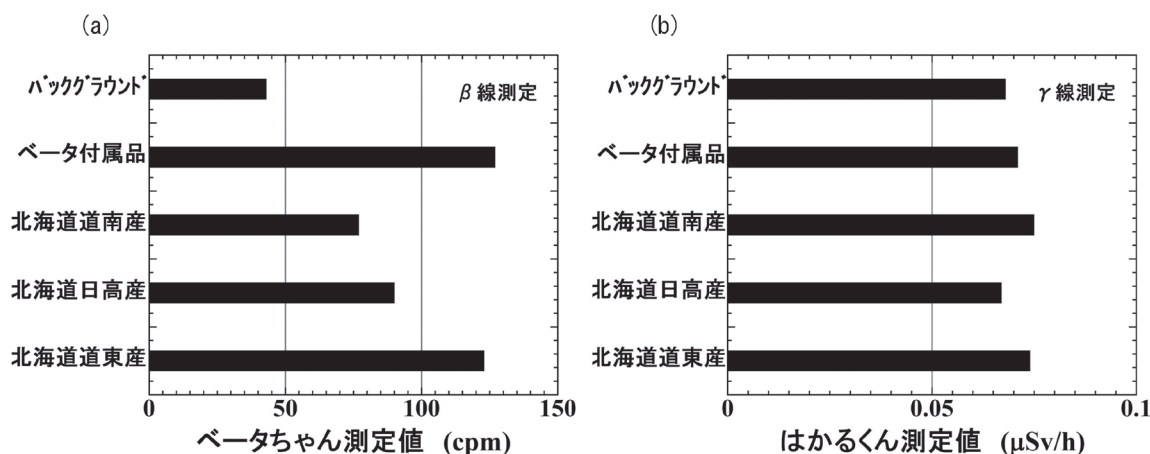 (a)
β線測定
ﾊﾞｯｸｸﾞﾗｳﾝﾄﾞ
ベータ付属品
北海道道南産
北海道日高産
北海道道東産
0 50 100 150
ベータちゃん測定値 (cpm)
(b)
γ線測定
ﾊﾞｯｸｸﾞﾗｳﾝﾄﾞ
ベータ付属品
北海道道南産
北海道日高産
北海道道東産
0 0.05 0.1
はかるくん測定値 (μSv/h)